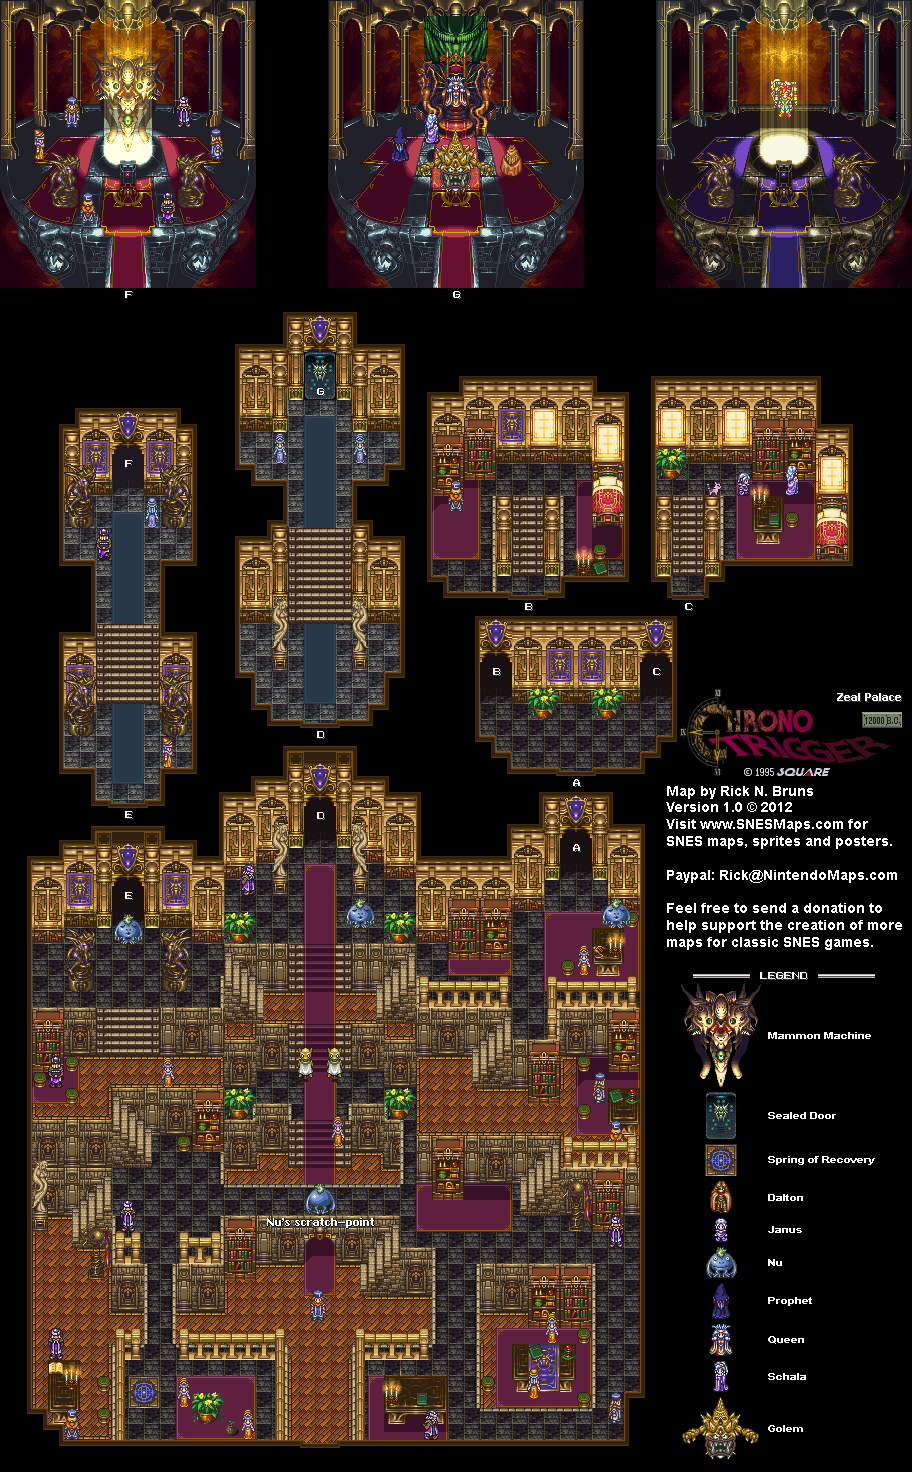 F
G
G
F
B
C
B
C
D
A
Zeal Palace
12000 B.C.
CHRONO
TRIGGER
© 1995 SQUARE
E
Map by Rick N. Bruns
Version 1.0 © 2012
Visit www.SNESMaps.com for
SNES maps, sprites and posters.
Paypal: Rick@NintendoMaps.com
Feel free to send a donation to
help support the creation of more
maps for classic SNES games.
D
A
E
LEGEND
Mammon Machine
Sealed Door
Spring of Recovery
Dalton
Janus
Nu
Prophet
Queen
Schala
Golem
Nu's scratch-point